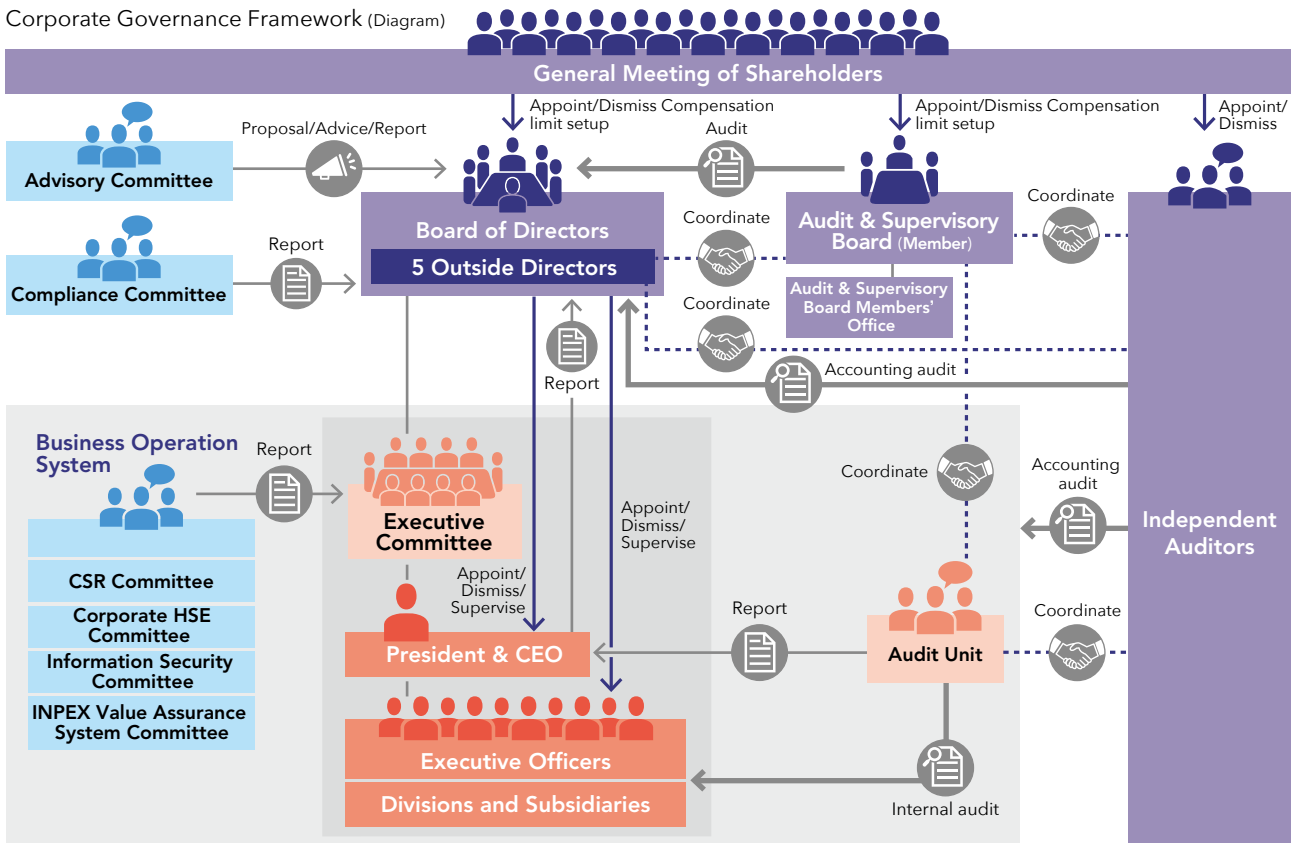 Corporate Governance Framework (Diagram)
General Meeting of Shareholders
Appoint/Dismiss Compensation
limit setup
Appoint/Dismiss Compensation
limit setup
Appoint/
Dismiss
Proposal/Advice/Report
Audit
Advisory Committee
Board of Directors
5 Outside Directors
Coordinate
Audit & Supervisory
Board (Member)
Coordinate
Report
Compliance Committee
Audit & Supervisory
Board Members'
Office
Coordinate
Report
Accounting audit
Business Operation
System
Report
Executive
Committee
Coordinate
Accounting
audit
Independent
Auditors
Appoint/
Dismiss/
Supervise
Appoint/
Dismiss/
Supervise
CSR Committee
Corporate HSE
Committee
Information Security
Committee
INPEX Value Assurance
System Committee
President & CEO
Report
Audit Unit
Coordinate
Executive Officers
Divisions and Subsidiaries
Internal audit